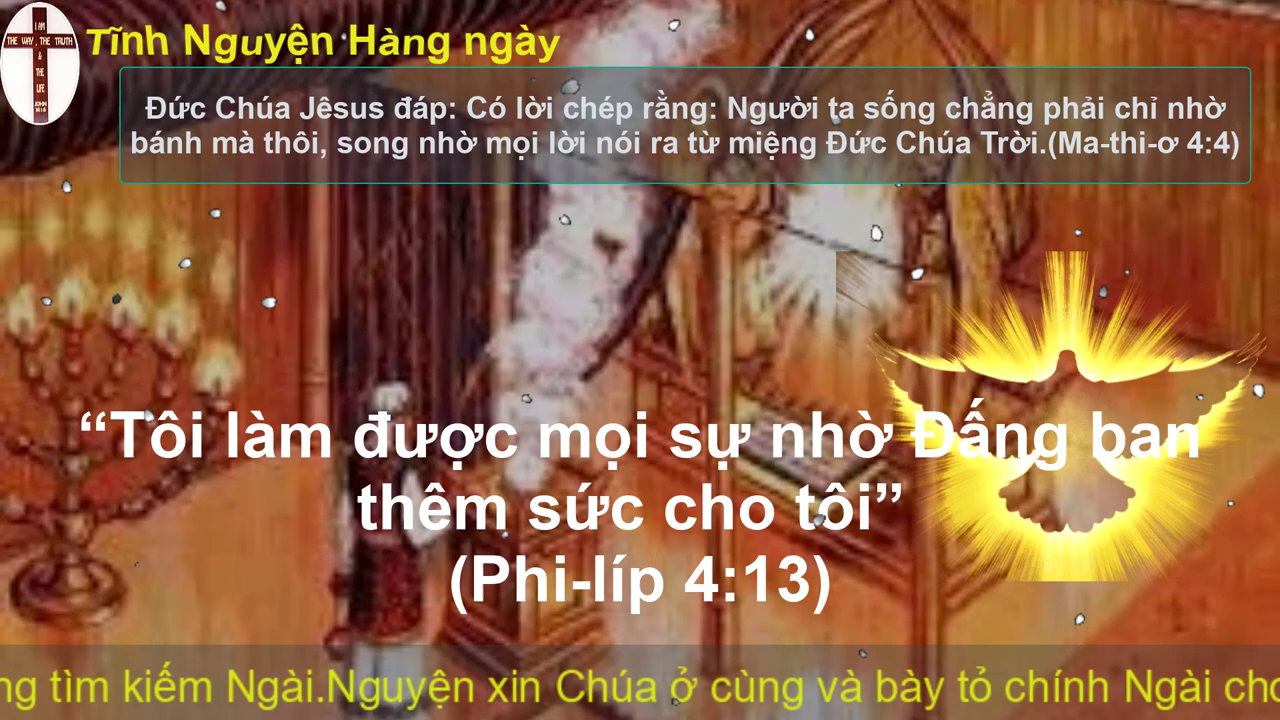 I AM
THE WAY, THE TRUTH
&
THE
LIFE
JOHN
Tĩnh Nguyện Hàng ngày
Đức Chúa Jêsus đáp: Có lời chép rằng: Người ta sống chẳng phải chỉ nhờ
bánh mà thôi, song nhờ mọi lời nói ra từ miệng Đức Chúa Trời.(Ma-thi-ơ 4:4)
“Tôi làm được mọi sự nhờ Đấng ban
thêm sức cho tôi”
(Phi-líp 4:13)
ng tìm kiếm Ngài.Nguyện xin Chúa ở cùng và bày tỏ chính Ngài cho